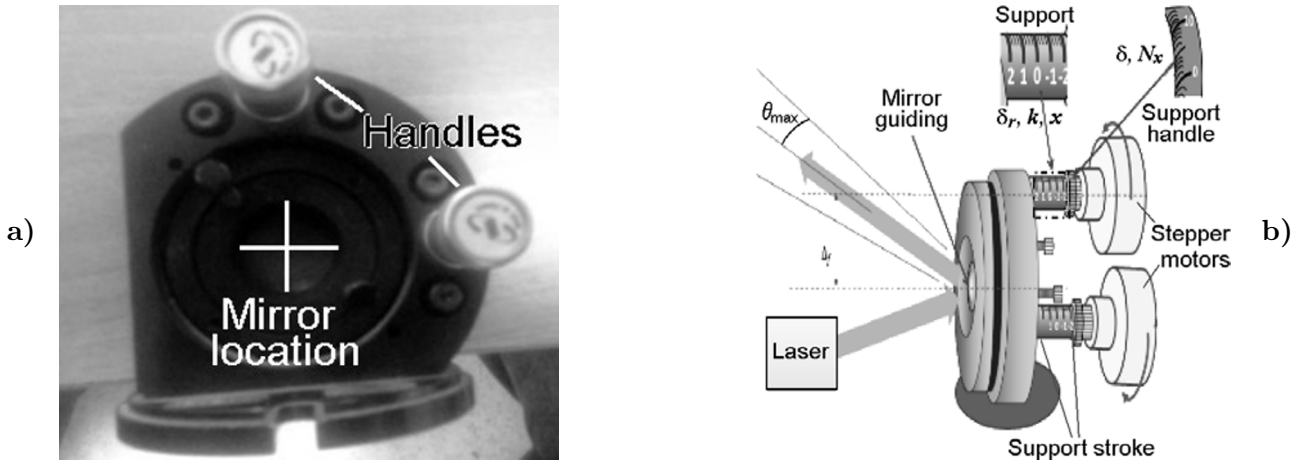 a)
Handles
Mirror
location
Support
2 1 0 -1 -2
δ, Nₓ
0
Support
handle
Mirror
guiding
δᵣ, k, x
θmax
Stepper
motors
b)
Laser
Support stroke